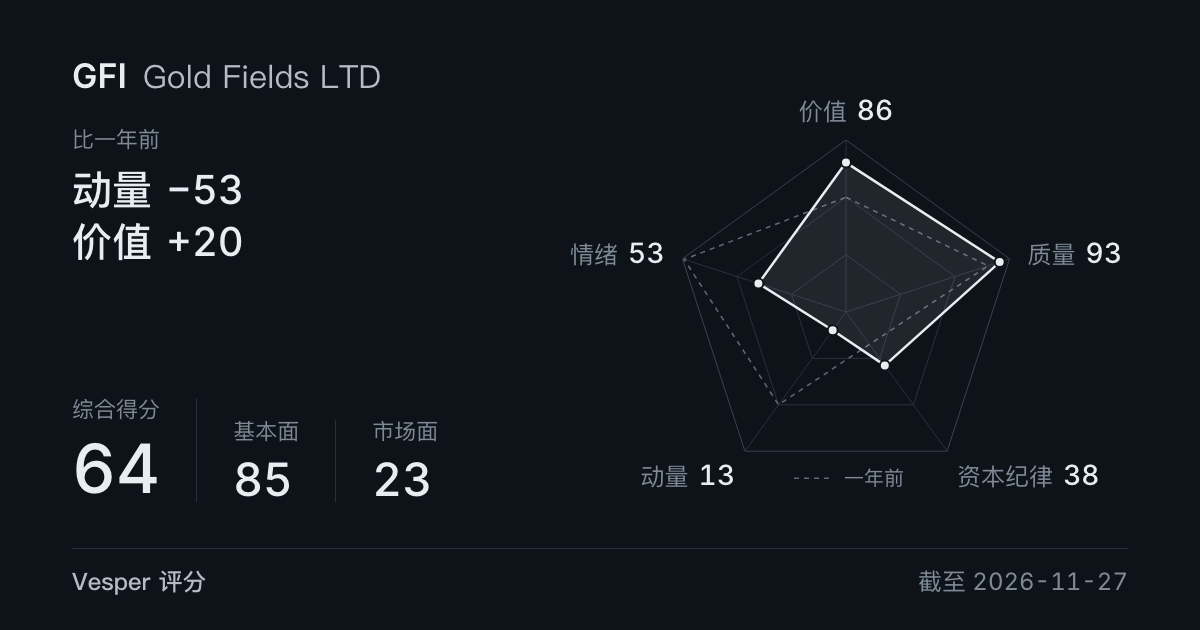 GFI Gold Fields LTD
比一年前
动量 −53
价值 +20
综合得分
64
基本面
85
市场面
23
价值 86
质量 93
情绪 53
动量 13
---- 一年前
资本纪律 38
Vesper 评分
截至 2026-11-27